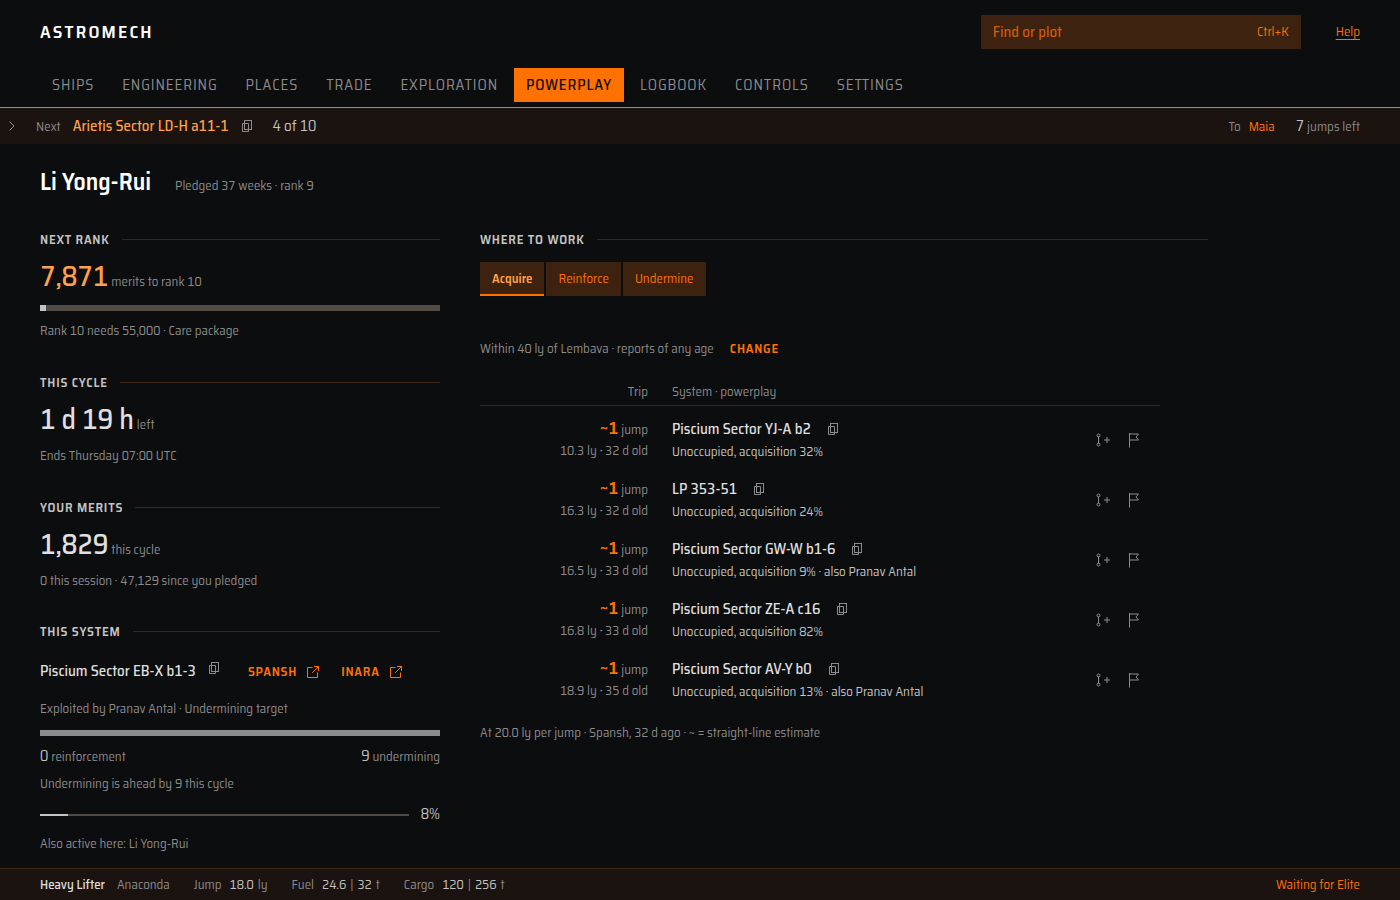 ASTROMECH
Find or plot Ctrl+K
Help
SHIPS ENGINEERING PLACES TRADE EXPLORATION POWERPLAY LOGBOOK CONTROLS SETTINGS
Next Arietis Sector LD-H a11-1 4 of 10 To Maia 7 jumps left
Li Yong-Rui Pledged 37 weeks · rank 9
NEXT RANK
7,871 merits to rank 10
Rank 10 needs 55,000 · Care package
THIS CYCLE
1 d 19 h left
Ends Thursday 07:00 UTC
YOUR MERITS
1,829 this cycle
0 this session · 47,129 since you pledged
THIS SYSTEM
Piscium Sector EB-X b1-3 SPANSH INARA
Exploited by Pranav Antal · Undermining target
0 reinforcement 9 undermining
Undermining is ahead by 9 this cycle
8%
Also active here: Li Yong-Rui
WHERE TO WORK
Acquire Reinforce Undermine
Within 40 ly of Lembava · reports of any age CHANGE
Trip System · powerplay
~1 jump Piscium Sector YJ-A b2
10.3 ly · 32 d old Unoccupied, acquisition 32%
~1 jump LP 353-51
16.3 ly · 32 d old Unoccupied, acquisition 24%
~1 jump Piscium Sector GW-W b1-6
16.5 ly · 33 d old Unoccupied, acquisition 9% · also Pranav Antal
~1 jump Piscium Sector ZE-A c16
16.8 ly · 33 d old Unoccupied, acquisition 82%
~1 jump Piscium Sector AV-Y b0
18.9 ly · 35 d old Unoccupied, acquisition 13% · also Pranav Antal
At 20.0 ly per jump · Spansh, 32 d ago · ~ = straight-line estimate
Heavy Lifter Anaconda Jump 18.0 ly Fuel 24.6 | 32 t Cargo 120 | 256 t Waiting for Elite